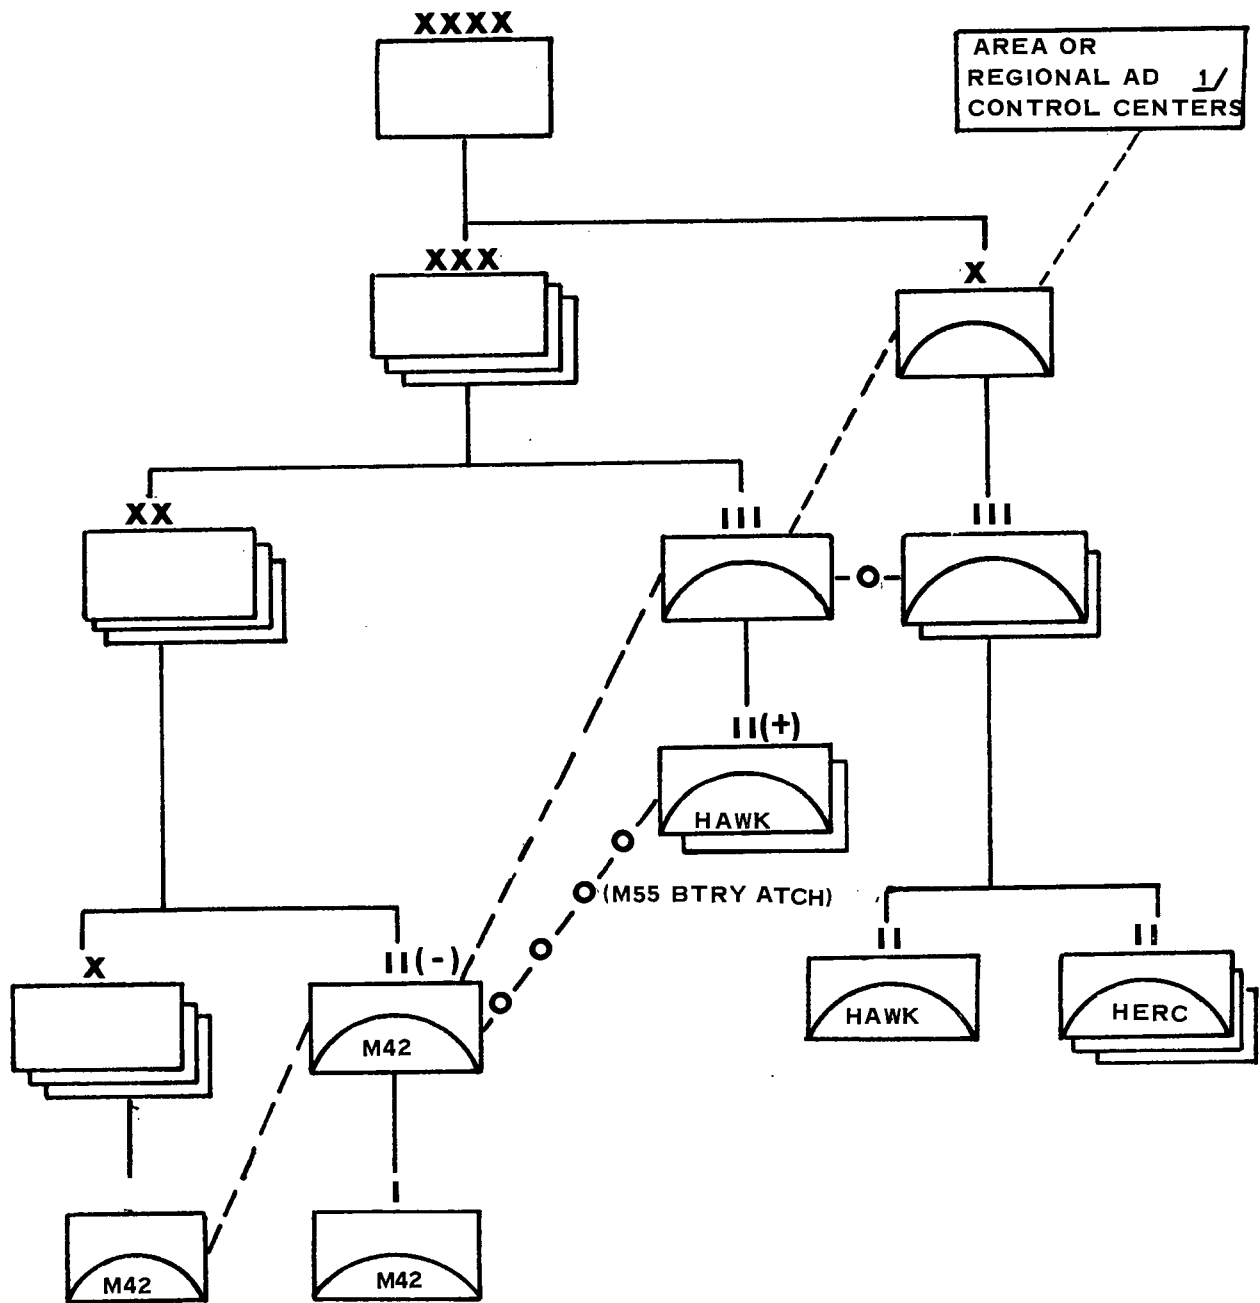 XXXX
AREA OR
REGIONAL AD 1/
CONTROL CENTERS
XXX
X
XX
III
III
II(+)
HAWK
(M55 BTRY ATCH)
X
II(-)
II
II
M42
HAWK
HERC
I
M42
M42